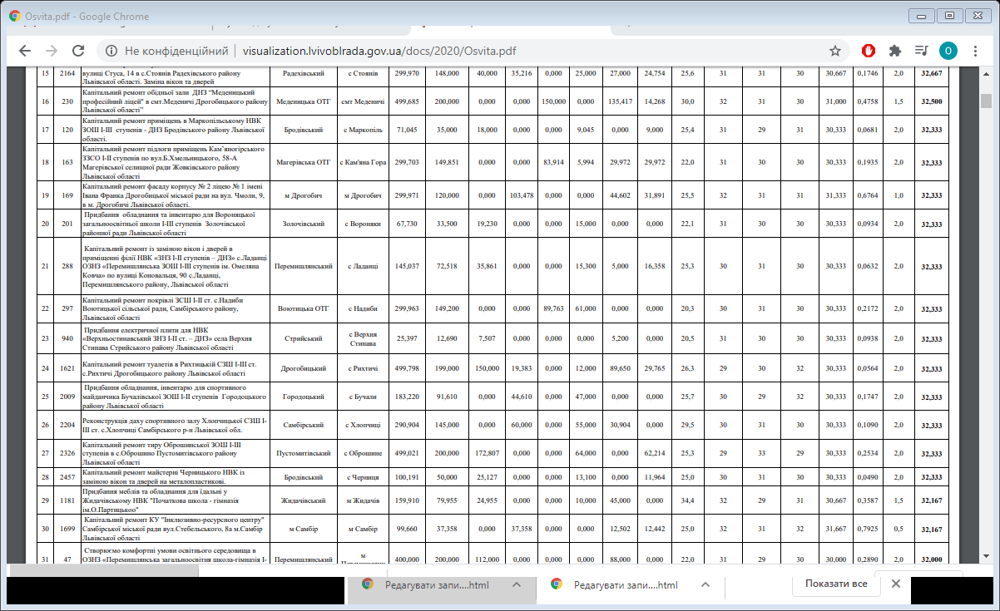 Osvita.pdf - Google Chrome
Не конфіденційний | visualization.lvivoblrada.gov.ua/docs/2020/Osvita.pdf
O
15 2164 вулиці Стуса, 14 в с.Стоянів Радехівського району Радехівський с Стоянів 299,970 148,000 40,000 35,216 0,000 25,000 27,000 24,754 25,6 31 31 30 30,667 0,1746 2,0 32,667
Львівської області. Заміна вікон та дверей
Капітальний ремонт обідньої зали ДНЗ "Меденицький
16 230 професійний ліцей" в смт.Меденичі Дрогобицького району Меденицька ОТГ смт Меденичі 499,685 200,000 0,000 0,000 150,000 0,000 135,417 14,268 30,0 32 31 30 31,000 0,4758 1,5 32,500
Львівської області"
Капітальний ремонт приміщень в Маркопільському НВК
17 120 ЗОШ І-ІІІ ступенів - ДНЗ Бродівського району Львівської Бродівський с Маркопіль 71,045 35,000 18,000 0,000 0,000 9,045 0,000 9,000 25,4 31 29 31 30,333 0,0681 2,0 32,333
області.
Капітальний ремонт підлоги приміщень Кам’яногірського
ЗЗСО І-ІІ ступенів по вул.Б.Хмельницького, 58-А
18 163 Магерівської селищної ради Жовківського району Магерівська ОТГ с Кам'яна Гора 299,703 149,851 0,000 0,000 83,914 5,994 29,972 29,972 22,0 31 30 30 30,333 0,1935 2,0 32,333
Львівської області
Капітальний ремонт фасаду корпусу № 2 ліцею № 1 імені
19 169 Івана Франка Дрогобицької міської ради на вул. Чмоли, 9, м Дрогобич м Дрогобич 299,971 120,000 0,000 103,478 0,000 0,000 44,602 31,891 25,5 32 31 31 31,333 0,6764 1,0 32,333
в м. Дрогобичі Львівської області.
Придбання обладнання та інвентарю для Вороняцької
20 201 загальноосвітньої школи І-ІІІ ступенів Золочівської Золочівський с Вороняки 67,730 33,500 19,230 0,000 0,000 15,000 0,000 0,000 22,1 31 30 30 30,333 0,0934 2,0 32,333
районної ради Львівської області
Капітальний ремонт із заміною вікон і дверей в
приміщенні філії НВК «ЗНЗ І-ІІ ступенів – ДНЗ» с.Ладанці
21 288 ОЗНЗ «Перемишлянська ЗОШ І-ІІІ ступенів ім. Омеляна Перемишлянський с Ладанці 145,037 72,518 35,861 0,000 0,000 15,300 5,000 16,358 25,3 30 31 30 30,333 0,0632 2,0 32,333
Ковча» по вулиці Коновальця, 90 с.Ладанці,
Перемишлянського району, Львівської області
Капітальний ремонт покрівлі ЗСШ І-ІІ ст. с.Надиби
22 297 Воютицької сільської ради, Самбірського району, Воютицька ОТГ с Надиби 299,963 149,200 0,000 0,000 89,763 61,000 0,000 0,000 20,3 30 31 30 30,333 0,2172 2,0 32,333
Львівської області
Придбання електричної плити для НВК
23 940 «Верхньостинавський ЗНЗ І-ІІ ст. – ДНЗ» села Верхня Стрийський с Верхня Стинава 25,397 12,690 7,507 0,000 0,000 0,000 5,200 0,000 20,5 31 30 30 30,333 0,0938 2,0 32,333
Стинава Стрийського району Львівської області
24 1621 Капітальний ремонт туалетів в Рихтицькій СЗШ І-ІІІ ст. Дрогобицький с Рихтичі 499,798 199,000 150,000 19,383 0,000 12,000 89,650 29,765 26,3 29 30 32 30,333 0,0564 2,0 32,333
с.Рихтичі Дрогобицького району Львівської області
Придбання обладнання, інвентарю для спортивного
25 2009 майданчика Бучалівської ЗОШ І-ІІ ступенів Городоцького Городоцький с Бучали 183,220 91,610 0,000 44,610 0,000 47,000 0,000 0,000 25,7 30 29 32 30,333 0,1747 2,0 32,333
району Львівської області
26 2204 Реконструкція даху спортивного залу Хлопчицької СЗШ І- Самбірський с Хлопчиці 290,904 145,000 0,000 60,000 0,000 55,000 30,904 0,000 29,5 30 31 30 30,333 0,1090 2,0 32,333
ІІІ ст. с.Хлопчиці Самбірського р-н Львівської обл.
Капітальний ремонт тиру Оброшинської ЗОШ І-ІІІ
27 2326 ступенів в с.Оброшино Пустомитівського району Пустомитівський с Оброшине 499,021 200,000 172,807 0,000 0,000 64,000 0,000 62,214 25,3 29 33 29 30,333 0,2534 2,0 32,333
Львівської області
28 2457 Капітальний ремонт майстерні Черницького НВК із Бродівський с Черниця 100,191 50,000 25,127 0,000 0,000 13,100 0,000 11,964 25,0 30 31 30 30,333 0,0490 2,0 32,333
заміною вікон та дверей на металопластикові.
Придбання меблів та обладнання для їдальні у
29 1181 Жидачівському НВК "Початкова школа - гімназія Жидачівський м Жидачів 159,910 79,955 24,955 0,000 0,000 10,000 45,000 0,000 34,4 32 29 31 30,667 0,3587 1,5 32,167
ім.О.Партицькоо"
Капітальний ремонт КУ "Інклюзивно-ресурсного центру"
30 1699 Самбірської міської ради вул.Стебельського, 8а м.Самбір м Самбір м Самбір 99,660 37,358 0,000 37,358 0,000 0,000 12,502 12,442 25,0 32 31 32 31,667 0,7925 0,5 32,167
Львівської області
Створюємо комфортні умови освітнього середовища в
31 47 ОЗНЗ «Перемишлянська загальноосвітня школа-гімназія І- Перемишлянський м 400,000 200,000 112,000 0,000 0,000 0,000 88,000 0,000 22,0 31 29 30 30,000 0,2890 2,0 32,000
Редагувати запи....html Редагувати запи....html Показати все